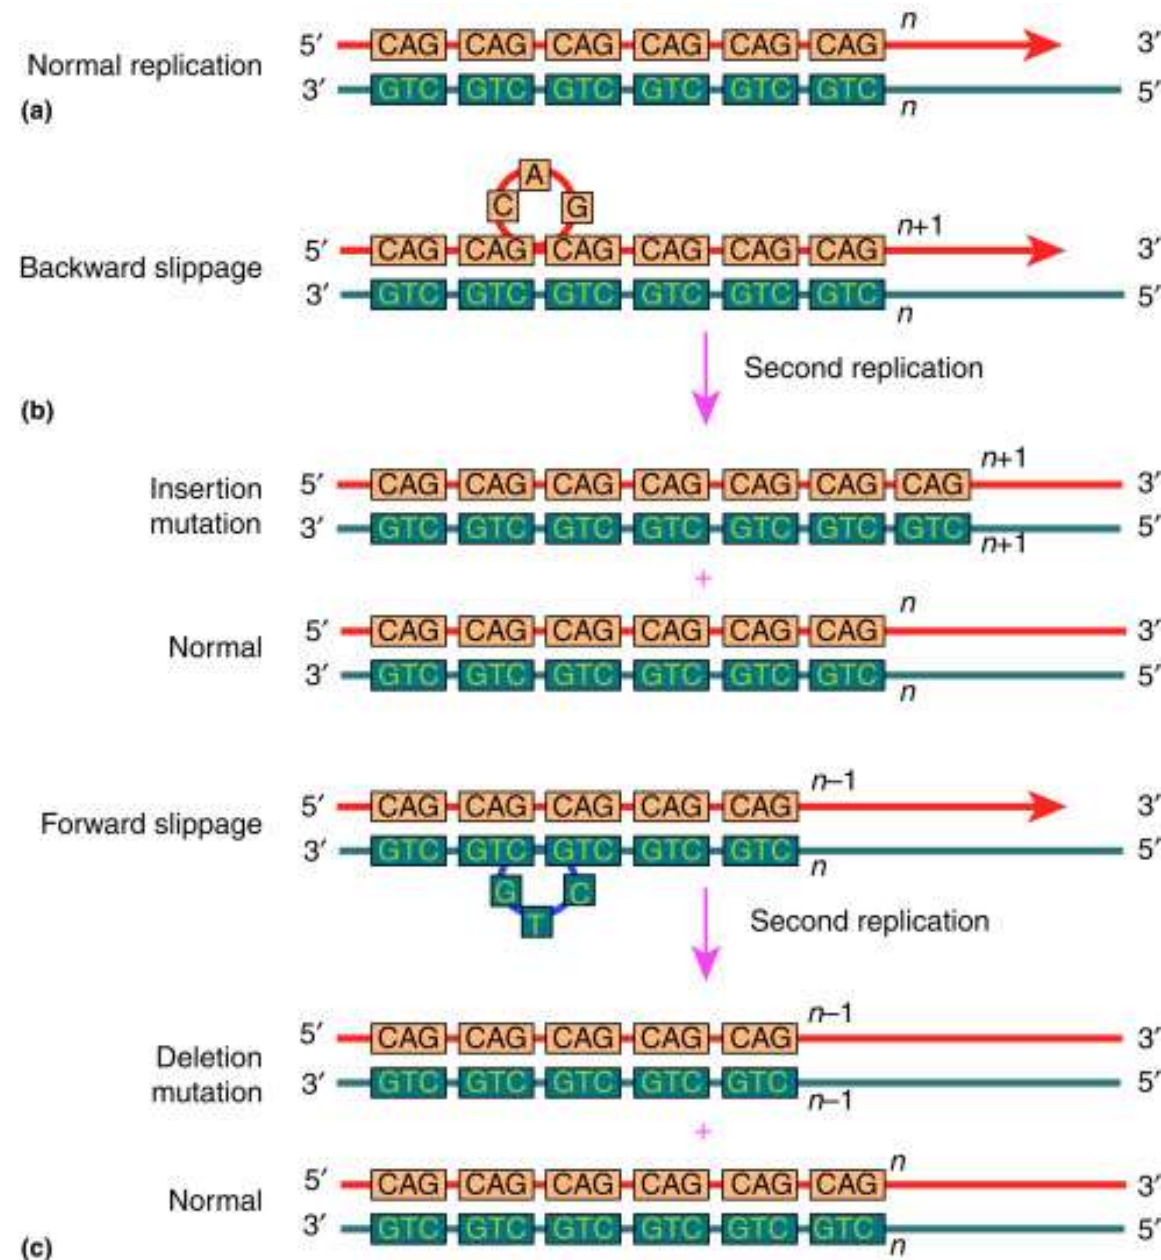 n
5′ CAG CAG CAG CAG CAG CAG 3′
Normal replication
3′ GTC GTC GTC GTC GTC GTC 5′
(a)
n
A
C G
n+1
5′ CAG CAG CAG CAG CAG CAG 3′
Backward slippage
3′ GTC GTC GTC GTC GTC GTC 5′
n
Second replication
(b)
n+1
Insertion
5′ CAG CAG CAG CAG CAG CAG CAG 3′
mutation
3′ GTC GTC GTC GTC GTC GTC GTC 5′
n+1
+
n
5′ CAG CAG CAG CAG CAG CAG 3′
Normal
3′ GTC GTC GTC GTC GTC GTC 5′
n
n–1
5′ CAG CAG CAG CAG CAG 3′
Forward slippage
3′ GTC GTC GTC GTC GTC 5′
n
G C
T
Second replication
n–1
5′ CAG CAG CAG CAG CAG 3′
Deletion
mutation
3′ GTC GTC GTC GTC GTC 5′
n–1
+
n
5′ CAG CAG CAG CAG CAG CAG 3′
Normal
3′ GTC GTC GTC GTC GTC GTC 5′
(c)
n